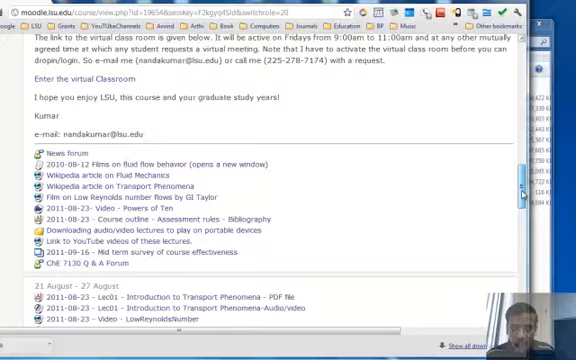 moodle.lsu.edu/course/view.php?id=19654&seskey=F2kgyqf4Sld&switchrole=20
LSU Grants YouTUBeChannels Arvind Arthi Book Computers Journals Music BP Other bookmarks
The link to the virtual class room is given below. It will be active on Fridays from 9:00am to 11:00am and at any other mutually
agreed time at which any student requests a virtual meeting. Note that I have to activate the virtual class room before you can
dropin/login. So e-mail me (nandakumar@lsu.edu) or call me (225-278-7174) with a request.
Enter the virtual Classroom
I hope you enjoy LSU, this course and your graduate study years!
Kumar
e-mail: nandakumar@lsu.edu
News forum
2010-08-12 Films on fluid flow behavior (opens a new window)
Wikipedia article on Fluid Mechanics
Wikipedia article on Transport Phenomena
Film on Low Reynolds number flows by GI Taylor
2011-08-23- Video - Powers of Ten
2011-08-23 - Course outline - Assessment rules - Bibliography
Downloading audio/video lectures to play on portable devices
Link to YouTube videos of these lectures.
2011-09-16 - Mid term survey of course effectiveness
ChE 7130 Q & A Forum
21 August - 27 August
2011-08-23 - Lec01 - Introduction to Transport Phenomena - PDF file
2011-08-23 - Lec01 - Introduction to Transport Phenomena-Audio/video
2011-08-23 - Video - LowReynoldsNumber
Show all down